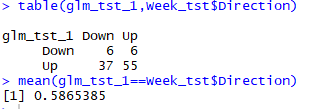 > table(glm_tst_1,Week_tst$Direction)
glm_tst_1 Down Up
Down 6 6
Up 37 55
> mean(glm_tst_1==Week_tst$Direction)
[1] 0.5865385